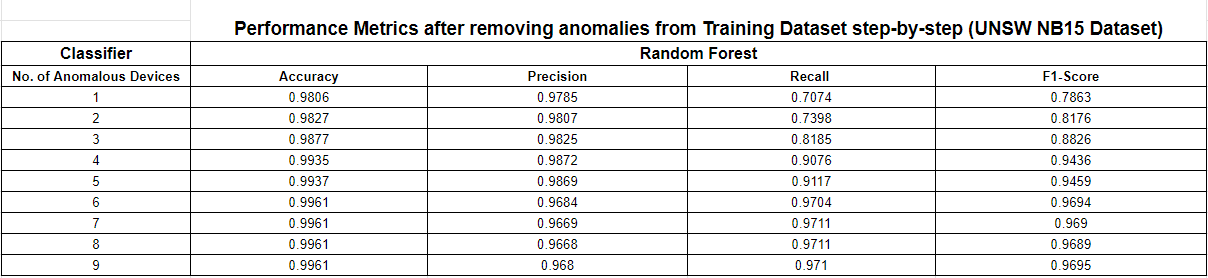 Performance Metrics after removing anomalies from Training Dataset step-by-step (UNSW NB15 Dataset)
Classifier Random Forest
No. of Anomalous Devices Accuracy Precision Recall F1-Score
1 0.9806 0.9785 0.7074 0.7863
2 0.9827 0.9807 0.7398 0.8176
3 0.9877 0.9825 0.8185 0.8826
4 0.9935 0.9872 0.9076 0.9436
5 0.9937 0.9869 0.9117 0.9459
6 0.9961 0.9684 0.9704 0.9694
7 0.9961 0.9669 0.9711 0.969
8 0.9961 0.9668 0.9711 0.9689
9 0.9961 0.968 0.971 0.9695